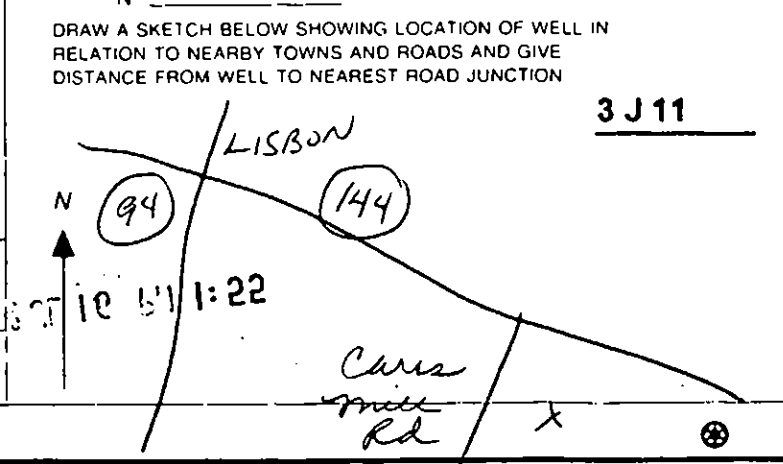 N
DRAW A SKETCH BELOW SHOWING LOCATION OF WELL IN
RELATION TO NEARBY TOWNS AND ROADS AND GIVE
DISTANCE FROM WELL TO NEAREST ROAD JUNCTION
3 J 11
LISBON
94
144
N
1:22
Carrs
Mill
Rd
X